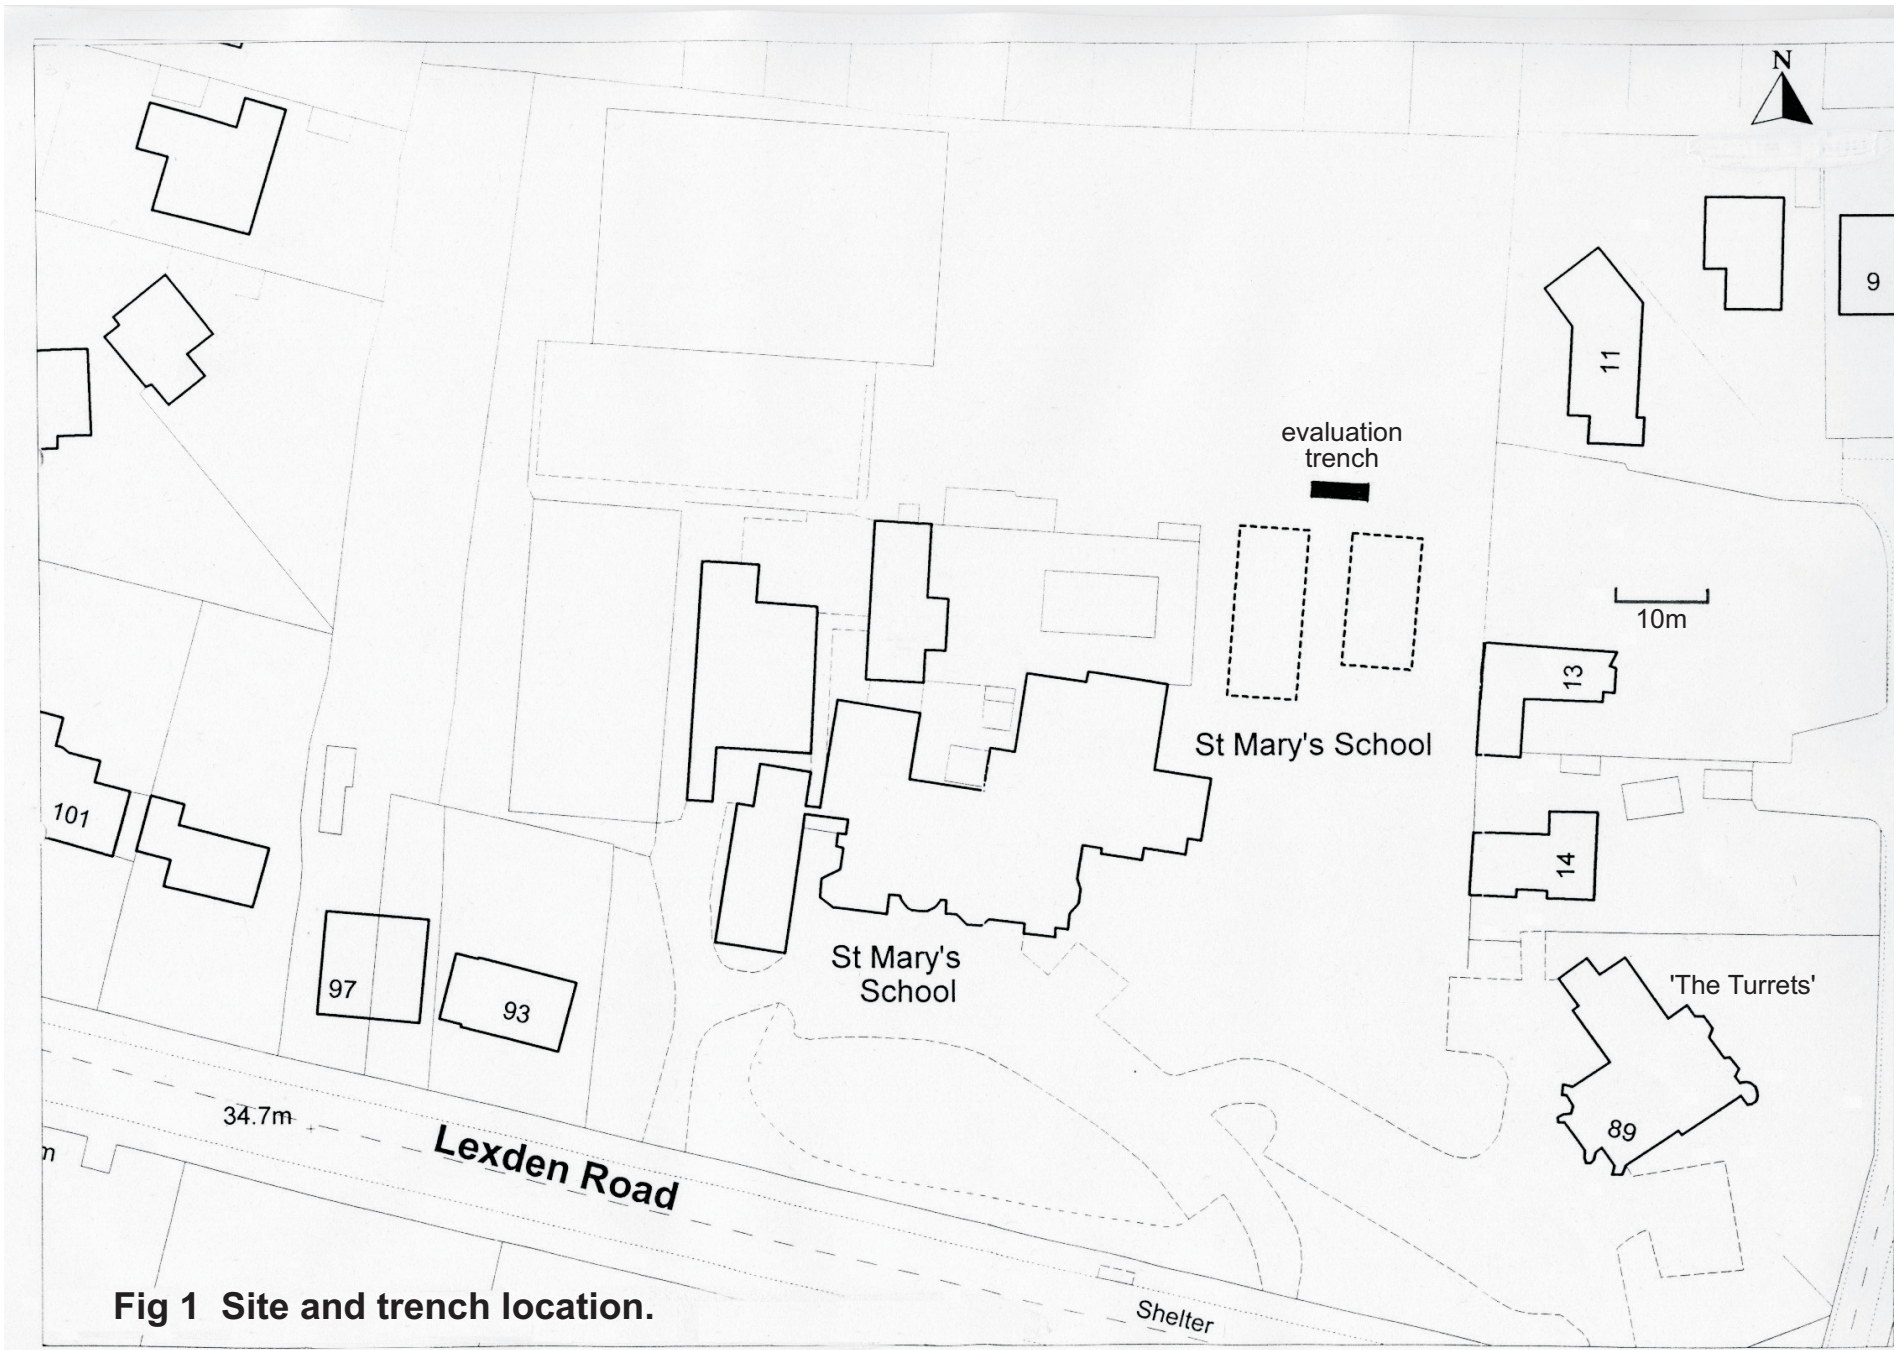 N
9
11
evaluation
trench
10m
13
St Mary's School
101
14
St Mary's
School
'The Turrets'
97
93
89
34.7m
Lexden Road
m
Fig 1  Site and trench location.
Shelter